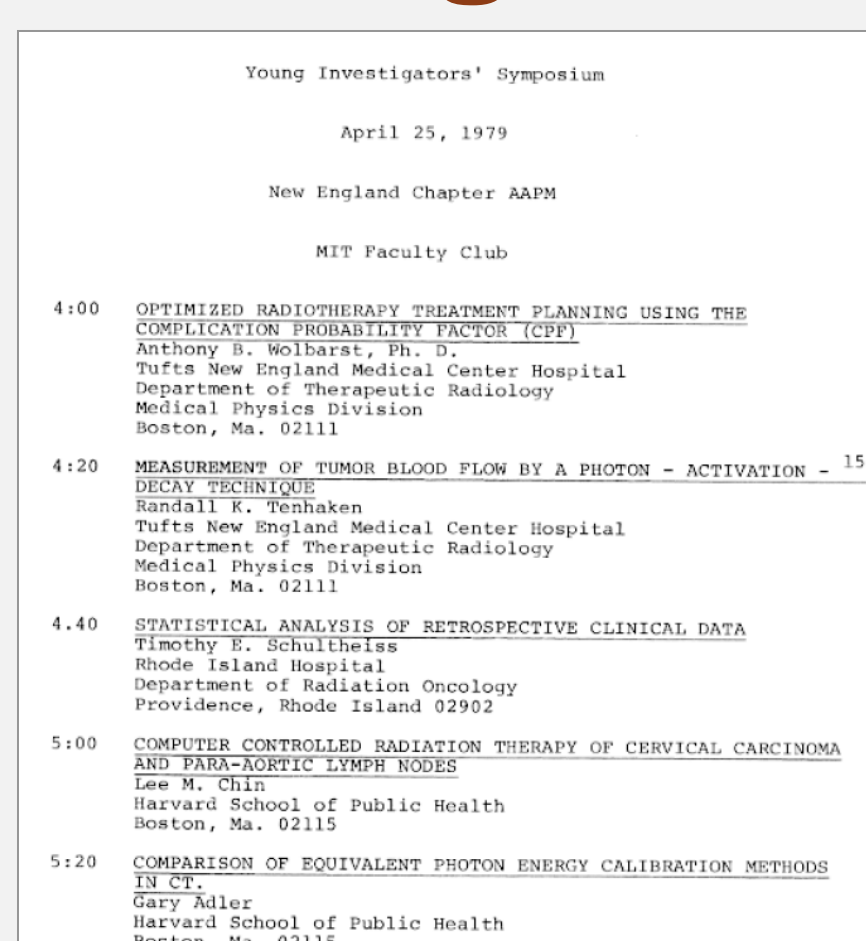 Young Investigators' Symposium
April 25, 1979
New England Chapter AAPM
MIT Faculty Club
4:00 OPTIMIZED RADIOTHERAPY TREATMENT PLANNING USING THE
COMPLICATION PROBABILITY FACTOR (CPF)
Anthony B. Wolbarst, Ph. D.
Tufts New England Medical Center Hospital
Department of Therapeutic Radiology
Medical Physics Division
Boston, Ma. 02111
4:20 MEASUREMENT OF TUMOR BLOOD FLOW BY A PHOTON - ACTIVATION - 15
DECAY TECHNIQUE
Randall K. Tenhaken
Tufts New England Medical Center Hospital
Department of Therapeutic Radiology
Medical Physics Division
Boston, Ma. 02111
4.40 STATISTICAL ANALYSIS OF RETROSPECTIVE CLINICAL DATA
Timothy E. Schultheiss
Rhode Island Hospital
Department of Radiation Oncology
Providence, Rhode Island 02902
5:00 COMPUTER CONTROLLED RADIATION THERAPY OF CERVICAL CARCINOMA
AND PARA-AORTIC LYMPH NODES
Lee M. Chin
Harvard School of Public Health
Boston, Ma. 02115
5:20 COMPARISON OF EQUIVALENT PHOTON ENERGY CALIBRATION METHODS
IN CT.
Gary Adler
Harvard School of Public Health
Boston, Ma. 02115